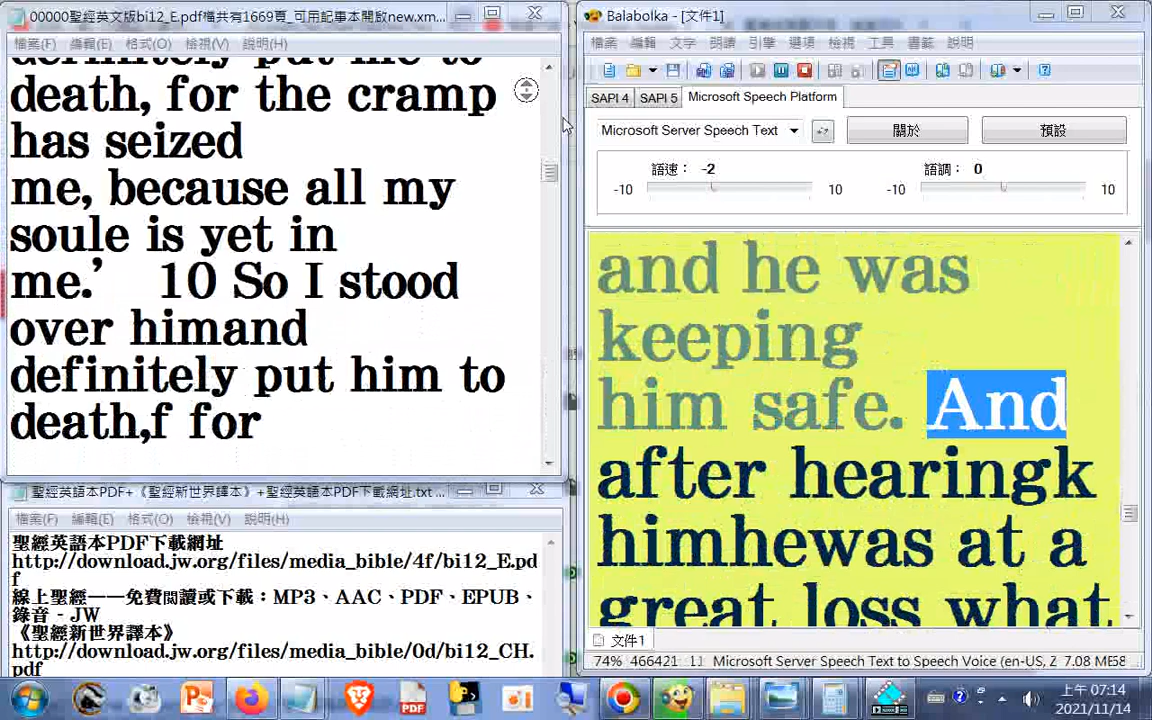 00000聖經英文版bi12_E.pdf檔共有1669頁_可用記事本開啟new.xm...
檔案(F) 編輯(E) 格式(O) 檢視(V) 說明(H)
definitely put me to
death, for the cramp
has seized
me, because all my
soule is yet in
me.’ 10 So I stood
over himand
definitely put him to
death,f for
聖經英語本PDF+《聖經新世界譯本》+聖經英語本PDF下載網址.txt ...
檔案(F) 編輯(E) 格式(O) 檢視(V) 說明(H)
聖經英語本PDF下載網址
http://download.jw.org/files/media_bible/4f/bi12_E.pd
f
線上聖經——免費閱讀或下載：MP3、AAC、PDF、EPUB、
錄音 - JW
《聖經新世界譯本》
http://download.jw.org/files/media_bible/0d/bi12_CH.
pdf
Balabolka - [文件1]
檔案 編輯 文字 朗讀 引擎 選項 檢視 工具 書籤 說明
SAPI 4 SAPI 5 Microsoft Speech Platform
Microsoft Server Speech Text 關於 預設
語速： -2 語調： 0
-10 10 -10 10
and he was
keeping
him safe. And
after hearingk
himhewas at a
great loss what
文件1
74% 466421 Microsoft Server Speech Text to Speech Voice (en-US, Z 7.08 ME
PDF
上午 07:14
2021/11/14